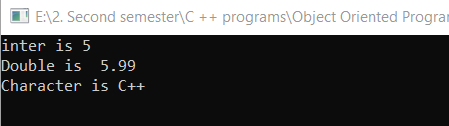 E:\2. Second semester\C ++ programs\Object Oriented Progra
inter is 5
Double is  5.99
Character is C++